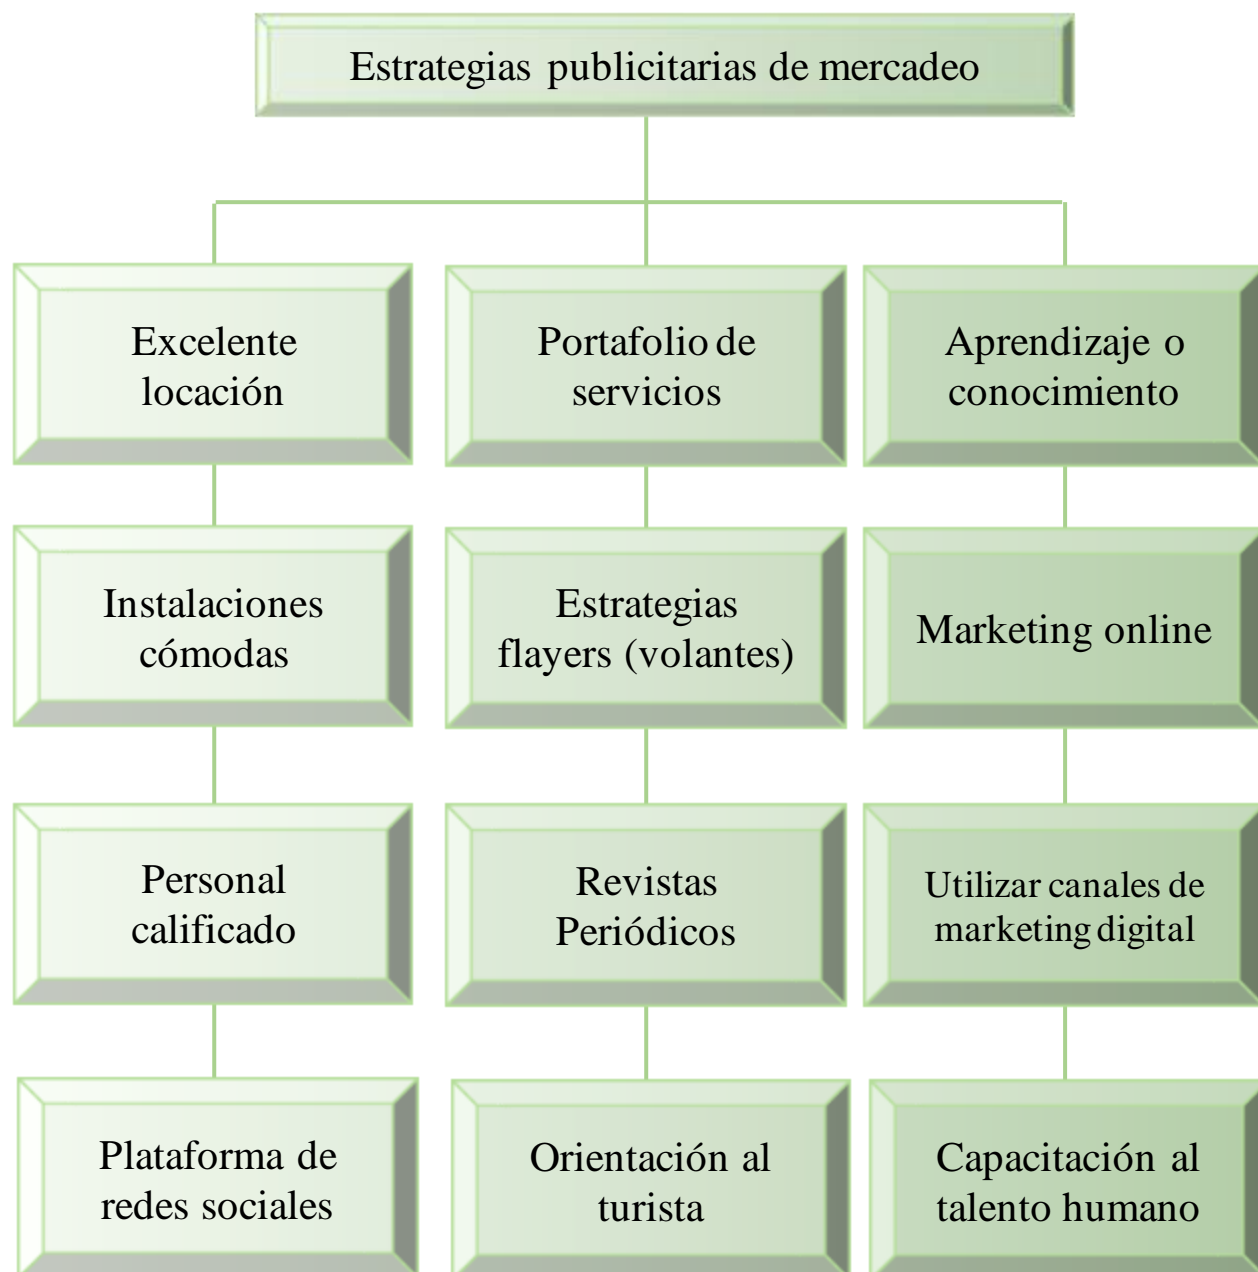 Estrategias publicitarias de mercadeo
Excelente
locación
Portafolio de
servicios
Aprendizaje o
conocimiento
Instalaciones
cómodas
Estrategias
flayers (volantes)
Marketing online
Personal
calificado
Revistas
Periódicos
Utilizar canales de
marketing digital
Plataforma de
redes sociales
Orientación al
turista
Capacitación al
talento humano